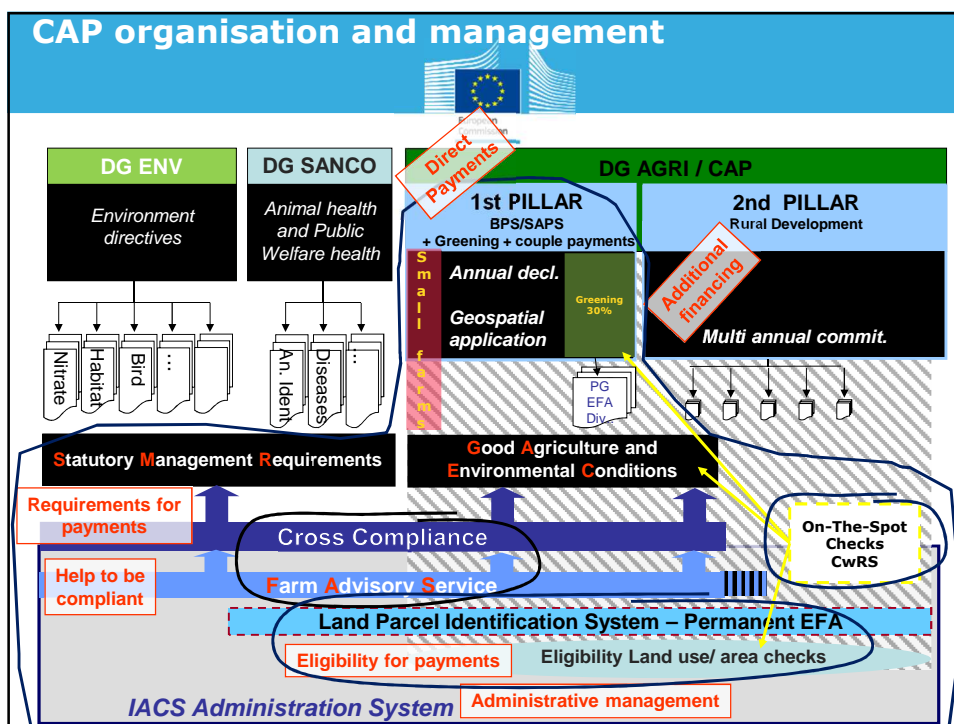 CAP organisation and management
European
Commission
Direct
Payments
DG ENV
DG SANCO
DG AGRI / CAP
Environment
directives
Animal health
and Public
Welfare health
1st PILLAR
BPS/SAPS
+ Greening + couple payments
2nd PILLAR
Rural Development
Small farms
Annual decl.
Geospatial
application
Greening
30%
Additional
financing
Multi annual commit.
Nitrate
Habitat
Bird
...
An. Ident
Diseases
...
PG
EFA
Div..
Statutory Management Requirements
Good Agriculture and
Environmental Conditions
Requirements for
payments
Cross Compliance
On-The-Spot
Checks
CwRS
Help to be
compliant
Farm Advisory Service
Land Parcel Identification System – Permanent EFA
Eligibility for payments
Eligibility Land use/ area checks
IACS Administration System
Administrative management